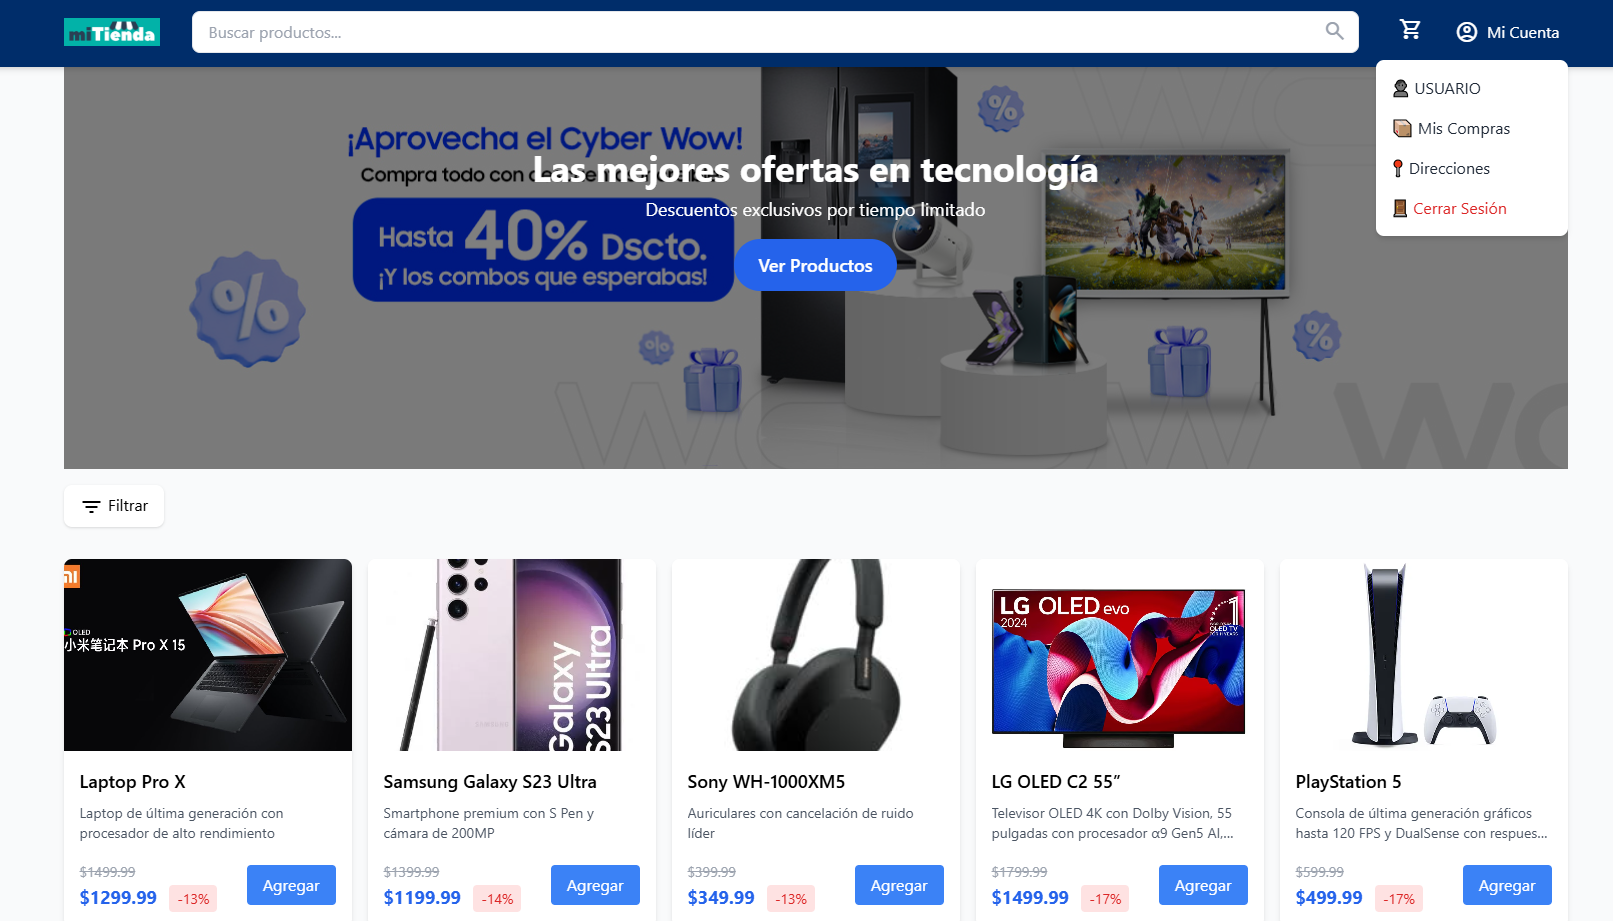 miTienda
Buscar productos...
Mi Cuenta
USUARIO
Mis Compras
Direcciones
Cerrar Sesión
¡Aprovecha el Cyber Wow!
Compra todo con
Las mejores ofertas en tecnología
Descuentos exclusivos por tiempo limitado
Hasta 40% Dscto.
¡Y los combos que esperabas!
Ver Productos
%
%
%
%
WOW
WO
Filtrar
OLED
小米笔记本 Pro X 15
Galaxy
S23 Ultra
LG OLED evo
2024
1
Laptop Pro X
Laptop de última generación con
procesador de alto rendimiento
$1499.99
$1299.99 -13%
Agregar
Samsung Galaxy S23 Ultra
Smartphone premium con S Pen y
cámara de 200MP
$1399.99
$1199.99 -14%
Agregar
Sony WH-1000XM5
Auriculares con cancelación de ruido
líder
$399.99
$349.99 -13%
Agregar
LG OLED C2 55”
Televisor OLED 4K con Dolby Vision, 55
pulgadas con procesador α9 Gen5 AI,...
$1799.99
$1499.99 -17%
Agregar
PlayStation 5
Consola de última generación gráficos
hasta 120 FPS y DualSense con respues...
$599.99
$499.99 -17%
Agregar